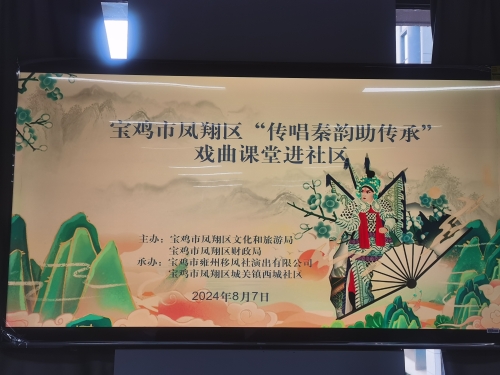 宝鸡市凤翔区“传唱秦韵助传承”
戏曲课堂进社区
主办：宝鸡市凤翔区文化和旅游局
宝鸡市凤翔区财政局
承办：宝鸡市雍州移风社演出有限公司
宝鸡市凤翔区城关镇西城社区
2024年8月7日